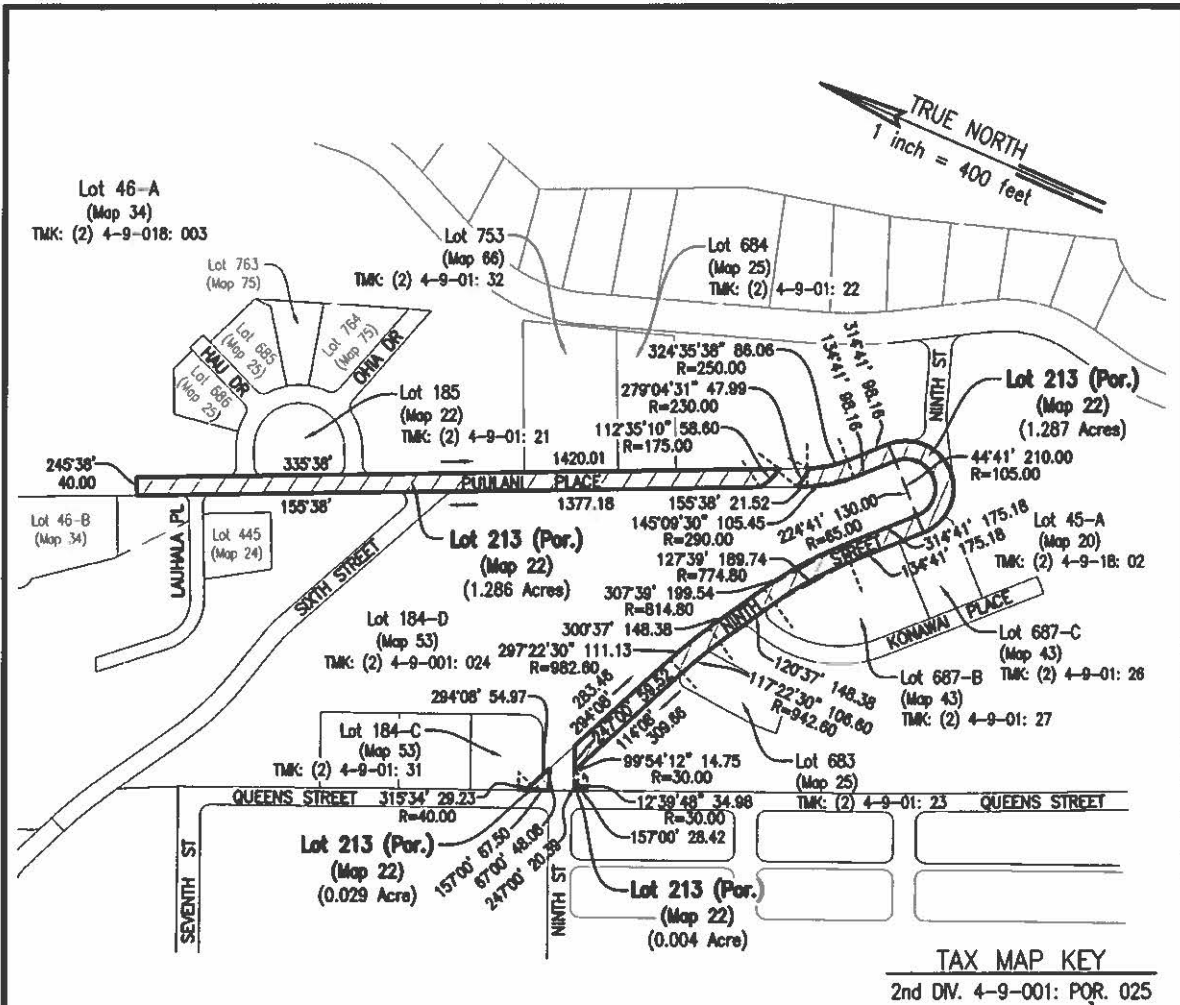 TRUE NORTH
1 inch = 400 feet
Lot 46-A
(Map 34)
TMK: (2) 4-9-018: 003
Lot 763
(Map 75)
Lot 753
(Map 66)
TMK: (2) 4-9-01: 32
Lot 684
(Map 25)
TMK: (2) 4-9-01: 22
Lot 685
(Map 25)
Lot 764
(Map 75)
HAU DR
OHIA DR
Lot 686
(Map 25)
Lot 185
(Map 22)
TMK: (2) 4-9-01: 21
324°35'38" 86.06
R=250.00
279°04'31" 47.99
R=230.00
112°35'10" 58.60
R=175.00
314°41' 98.16
134°41' 98.16
NINTH ST
Lot 213 (Por.)
(Map 22)
(1.287 Acres)
44°41' 210.00
R=105.00
245°38'
40.00
335°38'
1420.01
PUULANI PLACE
155°38'
1377.18
155°38' 21.52
145°09'30" 105.45
R=290.00
224°41' 130.00
R=65.00
314°41' 175.18
134°41' 175.18
Lot 46-B
(Map 34)
LAUHALA PL
Lot 445
(Map 24)
SIXTH STREET
Lot 213 (Por.)
(Map 22)
(1.286 Acres)
127°39' 189.74
R=774.80
307°39' 199.54
R=814.80
NINTH STREET
Lot 45-A
(Map 20)
TMK: (2) 4-9-18: 02
KONAWAI PLACE
Lot 184-D
(Map 53)
TMK: (2) 4-9-001: 024
300°37' 148.38
297°22'30" 111.13
R=982.60
Lot 687-C
(Map 43)
TMK: (2) 4-9-01: 26
120°37' 148.38
117°22'30" 106.60
R=942.60
Lot 687-B
(Map 43)
TMK: (2) 4-9-01: 27
294°08' 283.46
247°00' 59.52
114°08' 309.66
294°08' 54.97
Lot 184-C
(Map 53)
TMK: (2) 4-9-01: 31
99°54'12" 14.75
R=30.00
Lot 683
(Map 25)
TMK: (2) 4-9-01: 23
QUEENS STREET
315°34' 29.23
R=40.00
12°39'48" 34.98
R=30.00
QUEENS STREET
157°00' 28.42
SEVENTH ST
Lot 213 (Por.)
(Map 22)
(0.029 Acre)
157°00' 67.50
67°00' 48.08
247°00' 20.39
NINTH ST
Lot 213 (Por.)
(Map 22)
(0.004 Acre)
TAX MAP KEY
2nd DIV. 4-9-001: POR. 025